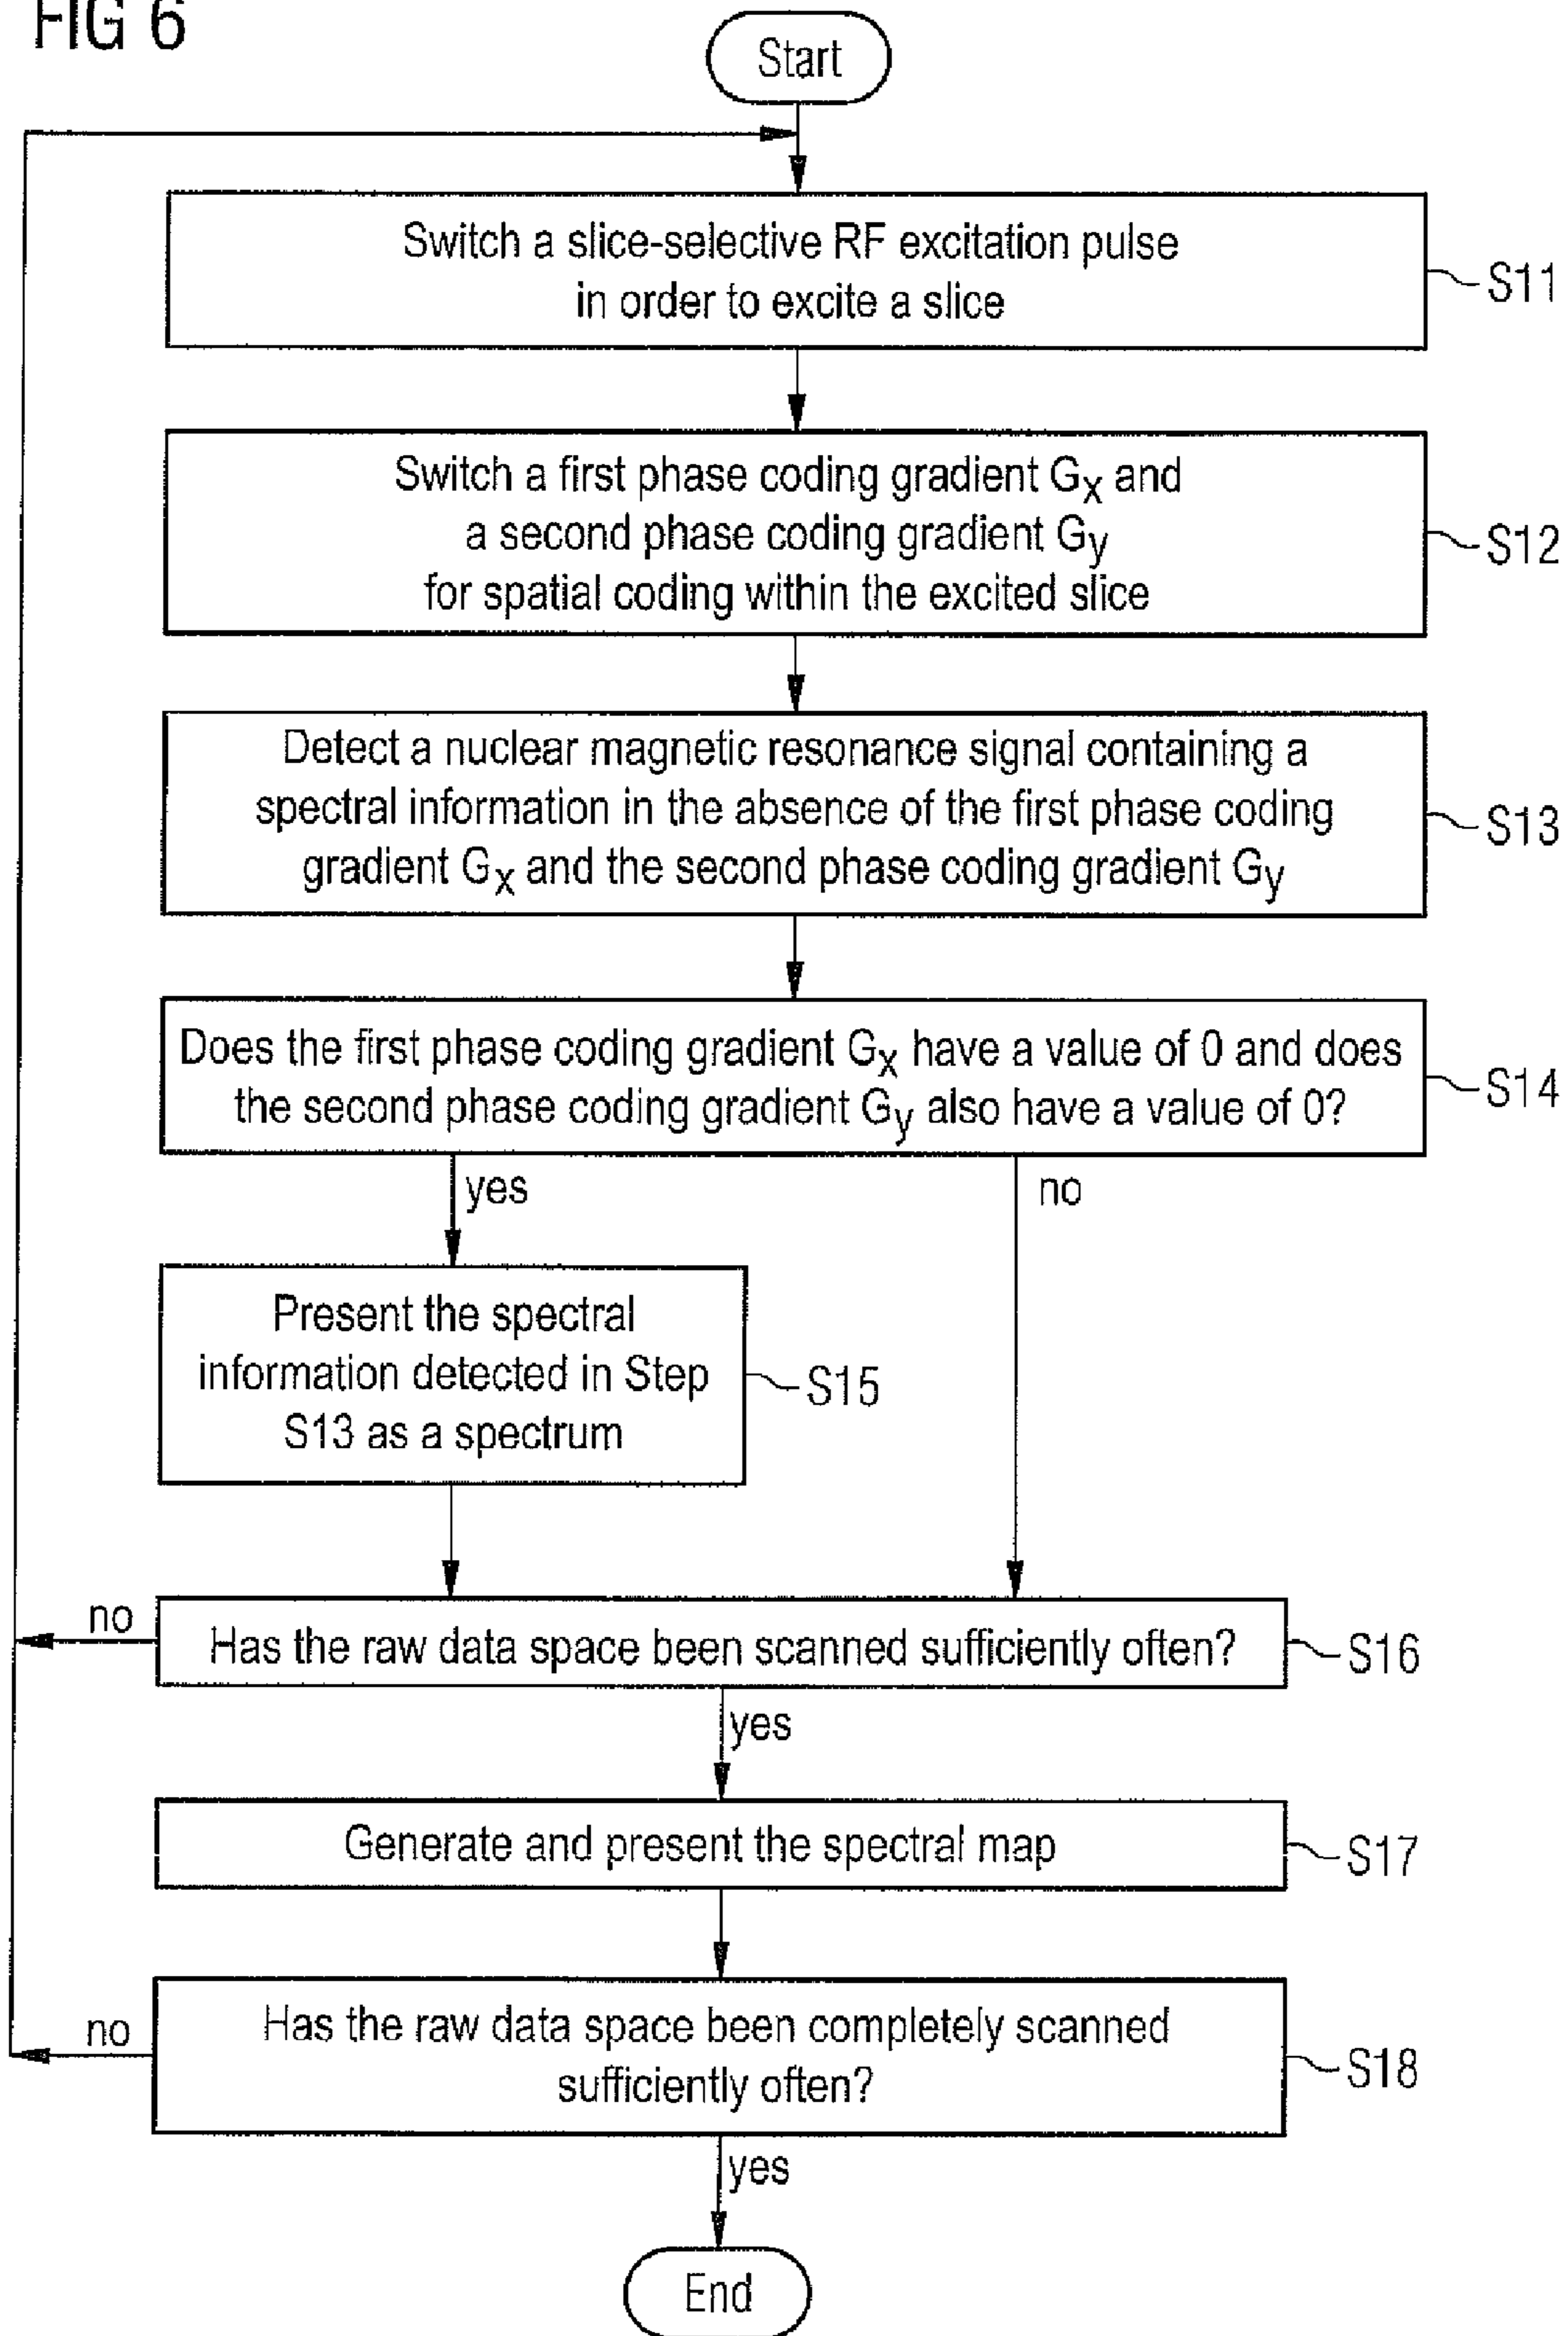 FIG 6
Start
Switch a slice-selective RF excitation pulse
in order to excite a slice
S11
Switch a first phase coding gradient Gx and
a second phase coding gradient Gy
for spatial coding within the excited slice
S12
Detect a nuclear magnetic resonance signal containing a
spectral information in the absence of the first phase coding
gradient Gx and the second phase coding gradient Gy
S13
Does the first phase coding gradient Gx have a value of 0 and does
the second phase coding gradient Gy also have a value of 0?
S14
yes
no
Present the spectral
information detected in Step
S13 as a spectrum
S15
no
Has the raw data space been scanned sufficiently often?
S16
yes
Generate and present the spectral map
S17
no
Has the raw data space been completely scanned
sufficiently often?
S18
yes
End